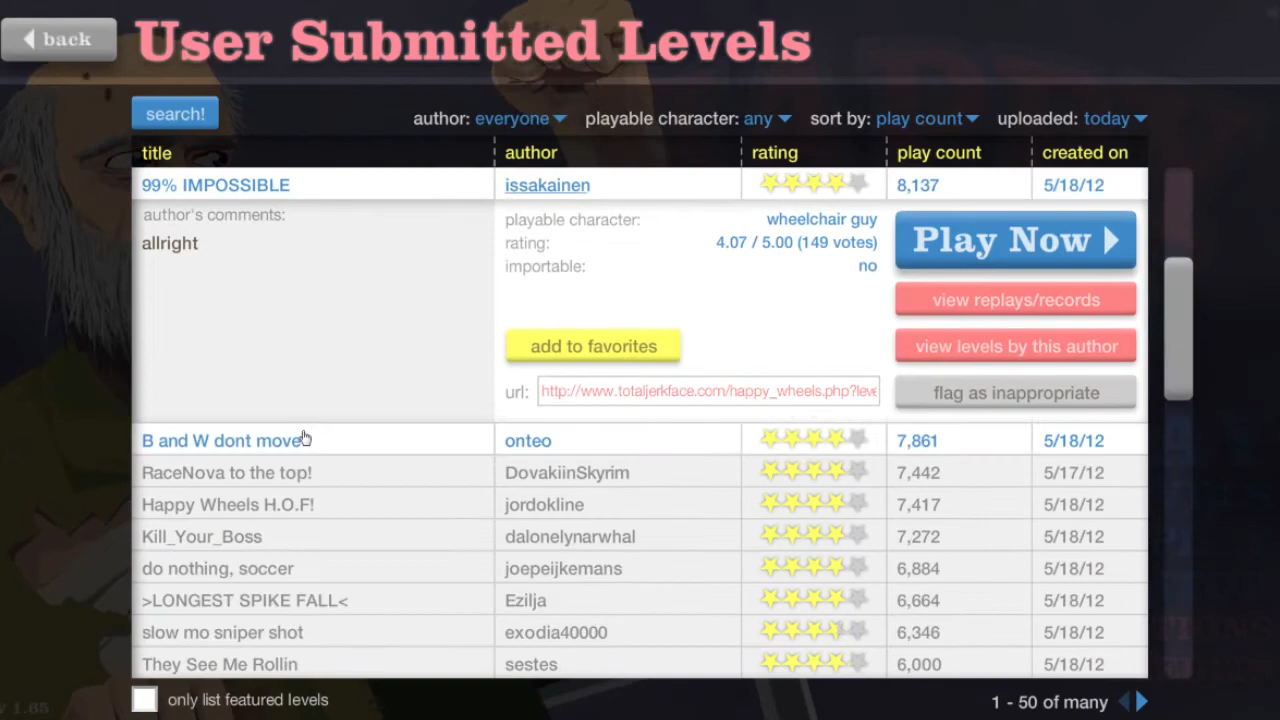 back
User Submitted Levels
search!
author: everyone playable character: any sort by: play count uploaded: today
title author rating play count created on
99% IMPOSSIBLE issakainen 8,137 5/18/12
author's comments:
allright
playable character: wheelchair guy
rating: 4.07 / 5.00 (149 votes)
importable: no
Play Now
view replays/records
add to favorites
view levels by this author
url: http://www.totaljerkface.com/happy_wheels.php?leve
flag as inappropriate
B and W dont move onteo 7,861 5/18/12
RaceNova to the top! DovakiinSkyrim 7,442 5/17/12
Happy Wheels H.O.F! jordokline 7,417 5/18/12
Kill_Your_Boss dalonelynarwhal 7,272 5/18/12
do nothing, soccer joepeijkemans 6,884 5/18/12
>LONGEST SPIKE FALL< Ezilja 6,664 5/18/12
slow mo sniper shot exodia40000 6,346 5/18/12
They See Me Rollin sestes 6,000 5/18/12
only list featured levels
1 - 50 of many
v 1.65